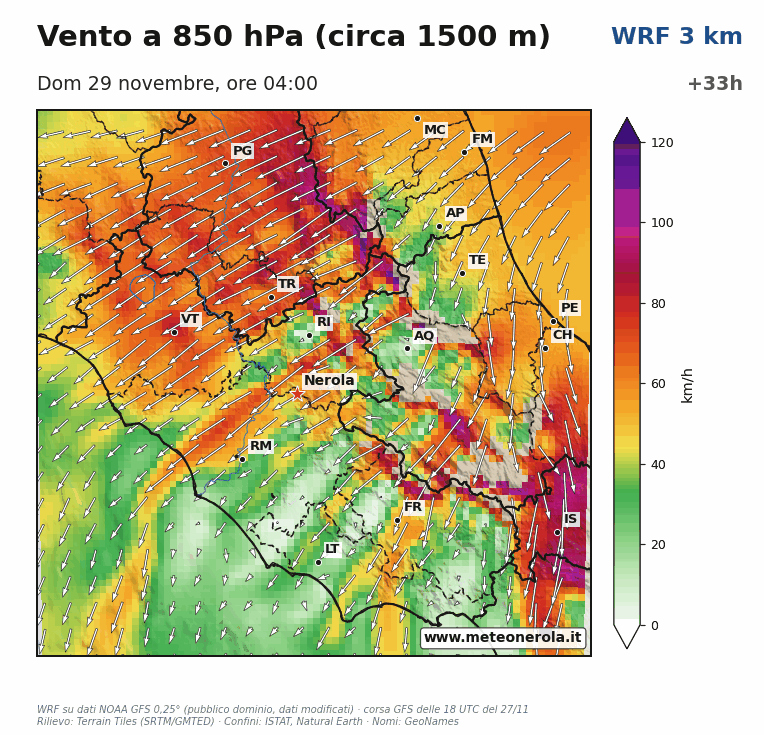 Vento a 850 hPa (circa 1500 m)
WRF 3 km
Dom 29 novembre, ore 04:00
+33h
MC
FM
PG
AP
TE
TR
PE
VT
RI
AQ
CH
Nerola
RM
FR
IS
LT
www.meteonerola.it
120
100
80
60
40
20
0
km/h
WRF su dati NOAA GFS 0,25° (pubblico dominio, dati modificati) · corsa GFS delle 18 UTC del 27/11
Rilievo: Terrain Tiles (SRTM/GMTED) · Confini: ISTAT, Natural Earth · Nomi: GeoNames